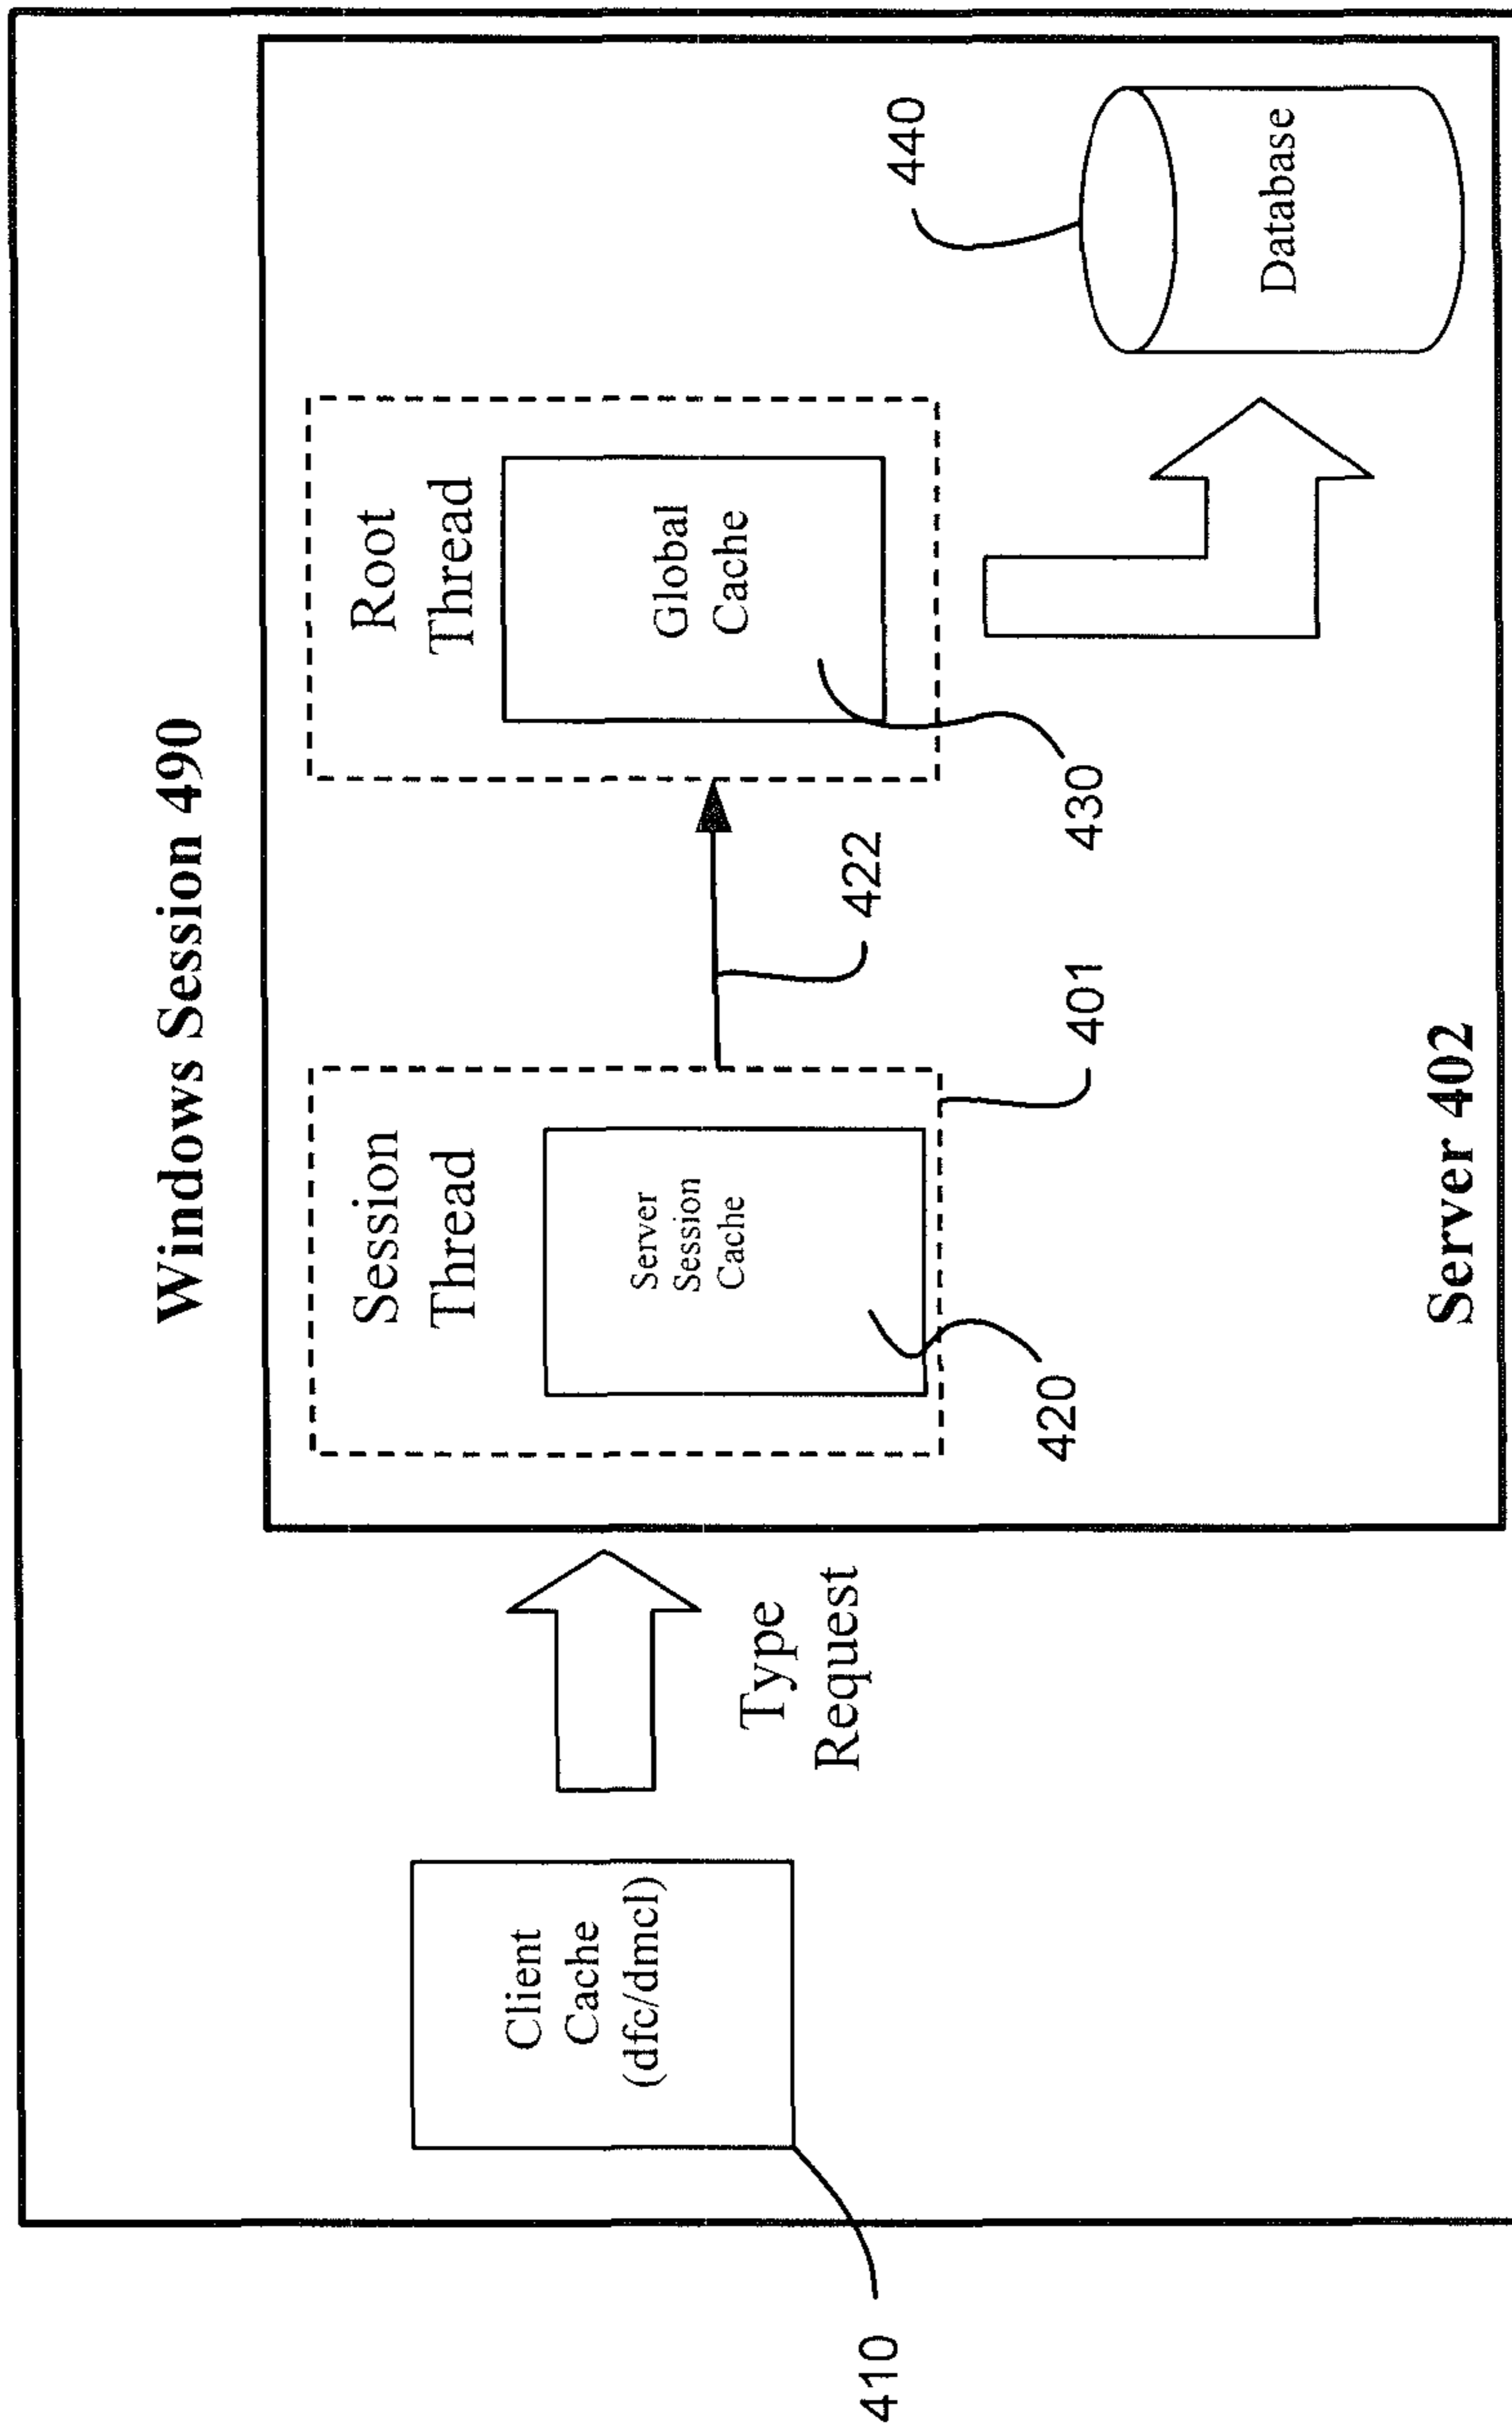 Windows Session 490
Client
Cache
(dfc/dmcl)
410
Type
Request
Session
Thread
Server
Session
Cache
420
401
422
Root
Thread
Global
Cache
430
440
Database
Server 402